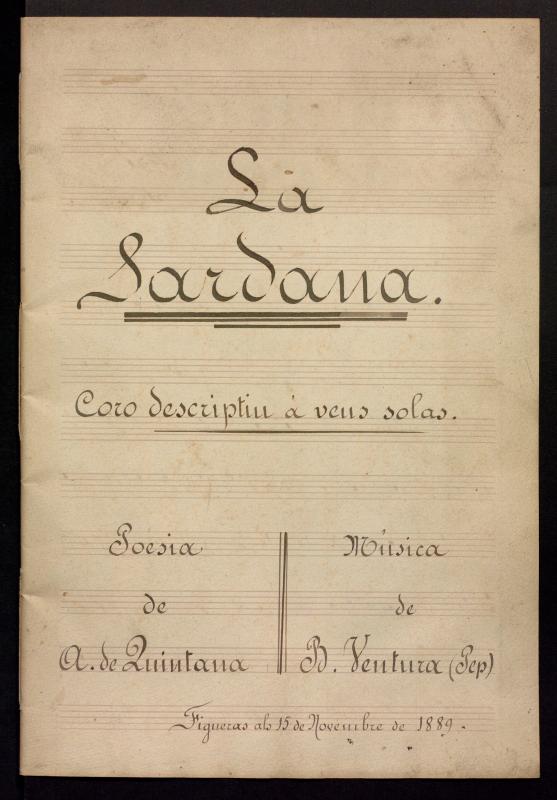 La
Sardana.
Coro descriptiu á veus solas.
Poesia
de
A. de Quintana
Música
de
B. Ventura (Pep)
Figueras als 15 de Novembre de 1889.